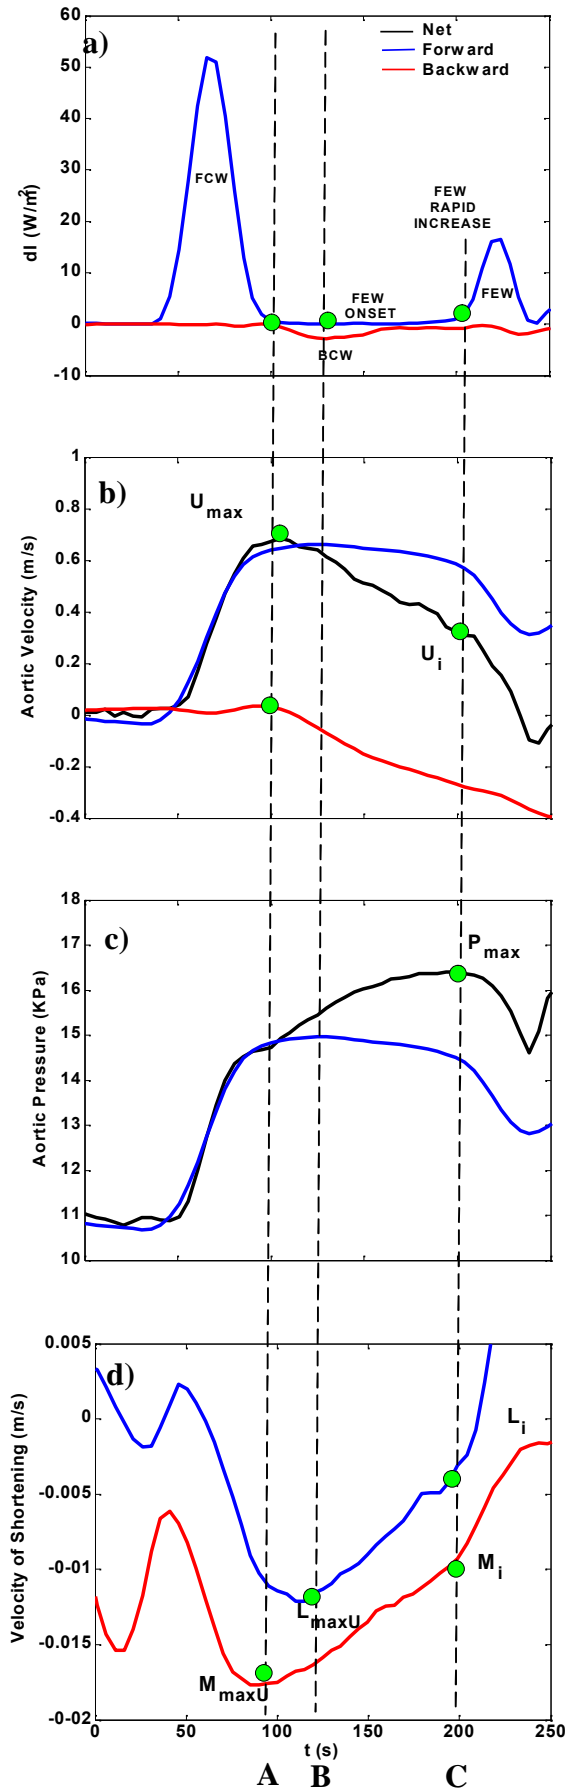 a)
Net
Forward
Backward
60
50
40
30
20
10
0
-10
dI (W/m²)
FCW
FEW
RAPID
INCREASE
FEW
ONSET
FEW
BCW
b)
1
0.8
0.6
0.4
0.2
0
-0.2
-0.4
Aortic Velocity (m/s)
U max
U i
c)
18
17
16
15
14
13
12
11
10
Aortic Pressure (KPa)
P max
d)
0.005
0
-0.005
-0.01
-0.015
-0.02
Velocity of Shortening (m/s)
L i
M i
L maxU
M maxU
0 50 100 150 200 250
t (s)
A B C